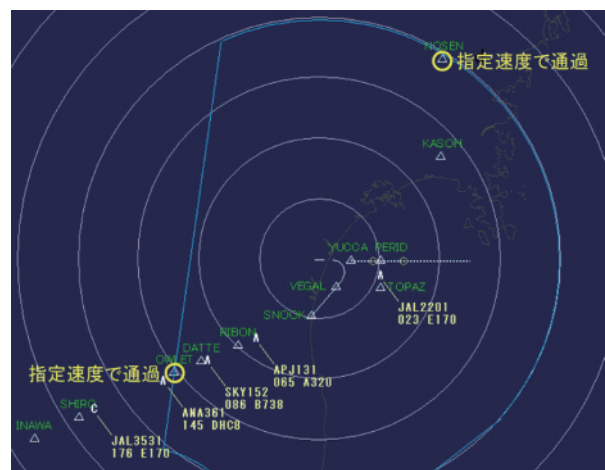 NOSEN
指定速度で通過
KASOH
YUCCA PERID
VEGAL
TOPAZ
A
JAL2201
023 E170
SNOOK
RIBON
A
APJ131
065 A320
DATTE
A
SKY152
086 B738
OWLET
指定速度で通過
A
ANA361
145 DHC8
SHIRO
C
JAL3531
176 E170
INAWA